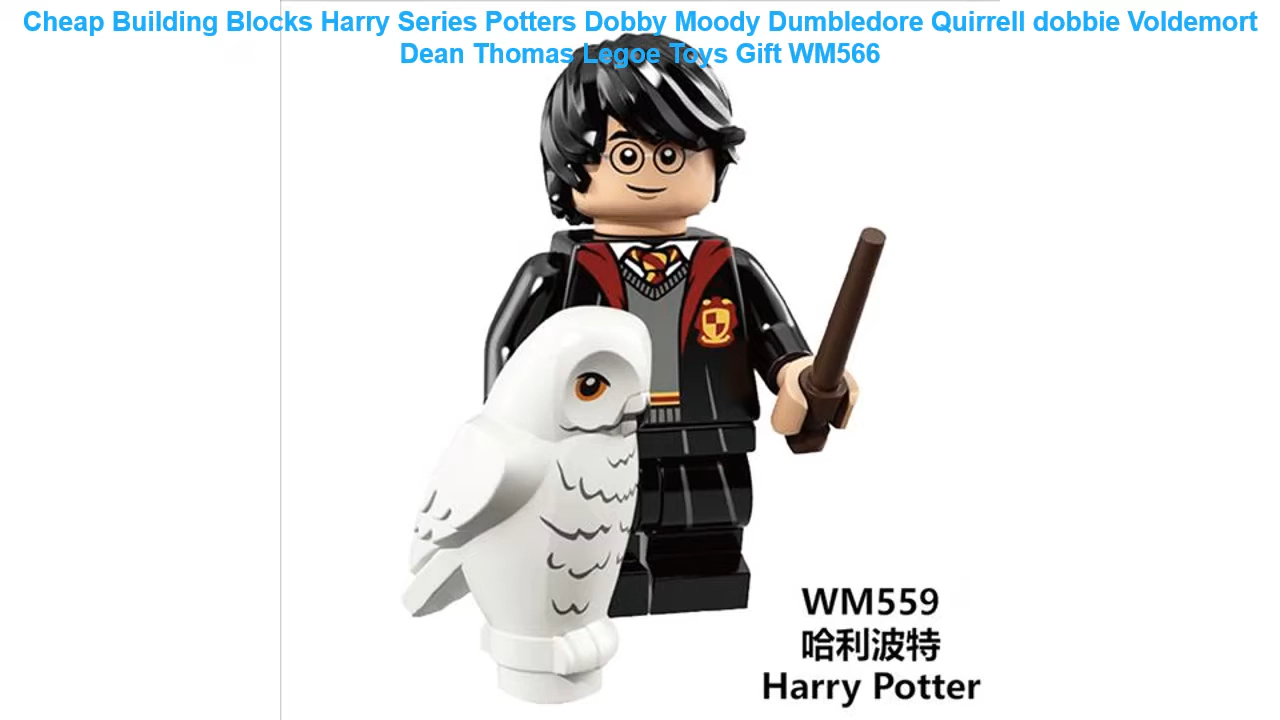 Cheap Building Blocks Harry Series Potters Dobby Moody Dumbledore Quirrell dobbie Voldemort
Dean Thomas Legoe Toys Gift WM566
WM559
哈利波特
Harry Potter